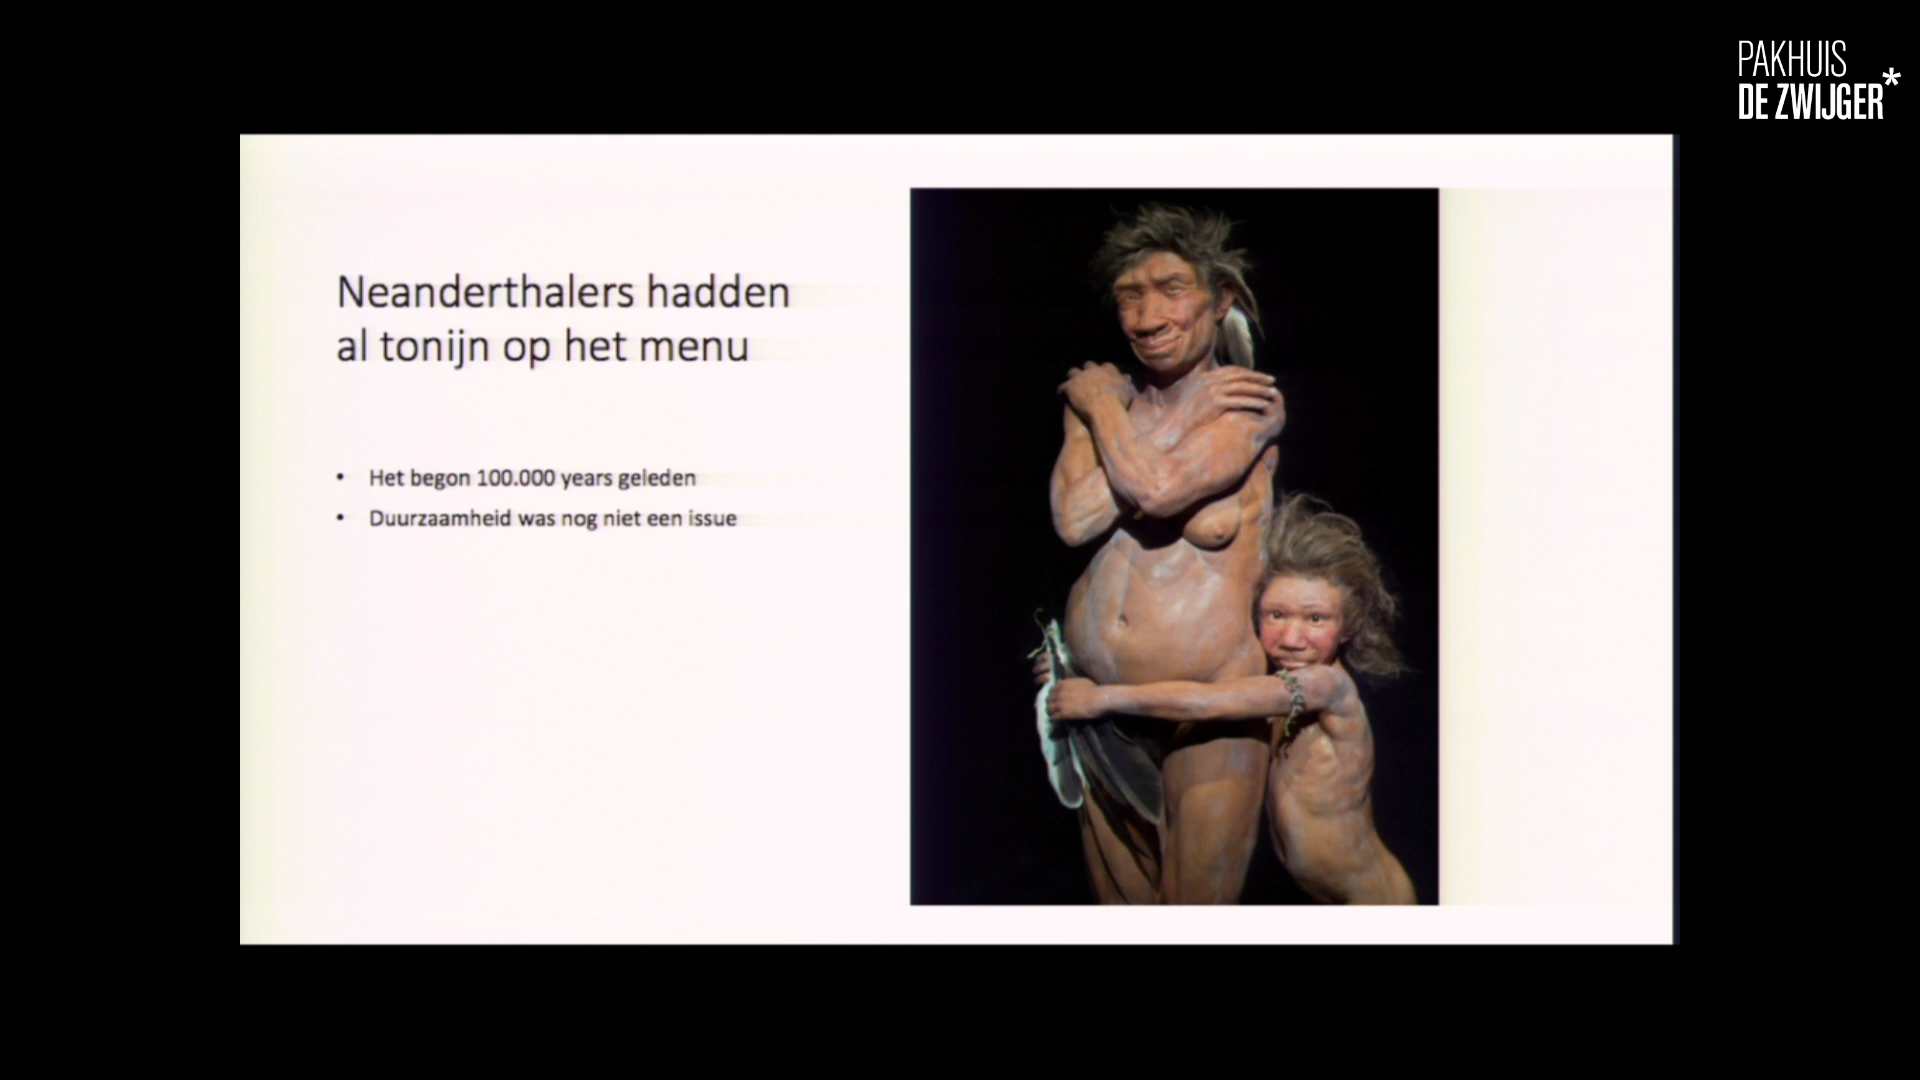 PAKHUIS
DE ZWIJGER*
Neanderthalers hadden
al tonijn op het menu
• Het begon 100.000 years geleden
• Duurzaamheid was nog niet een issue